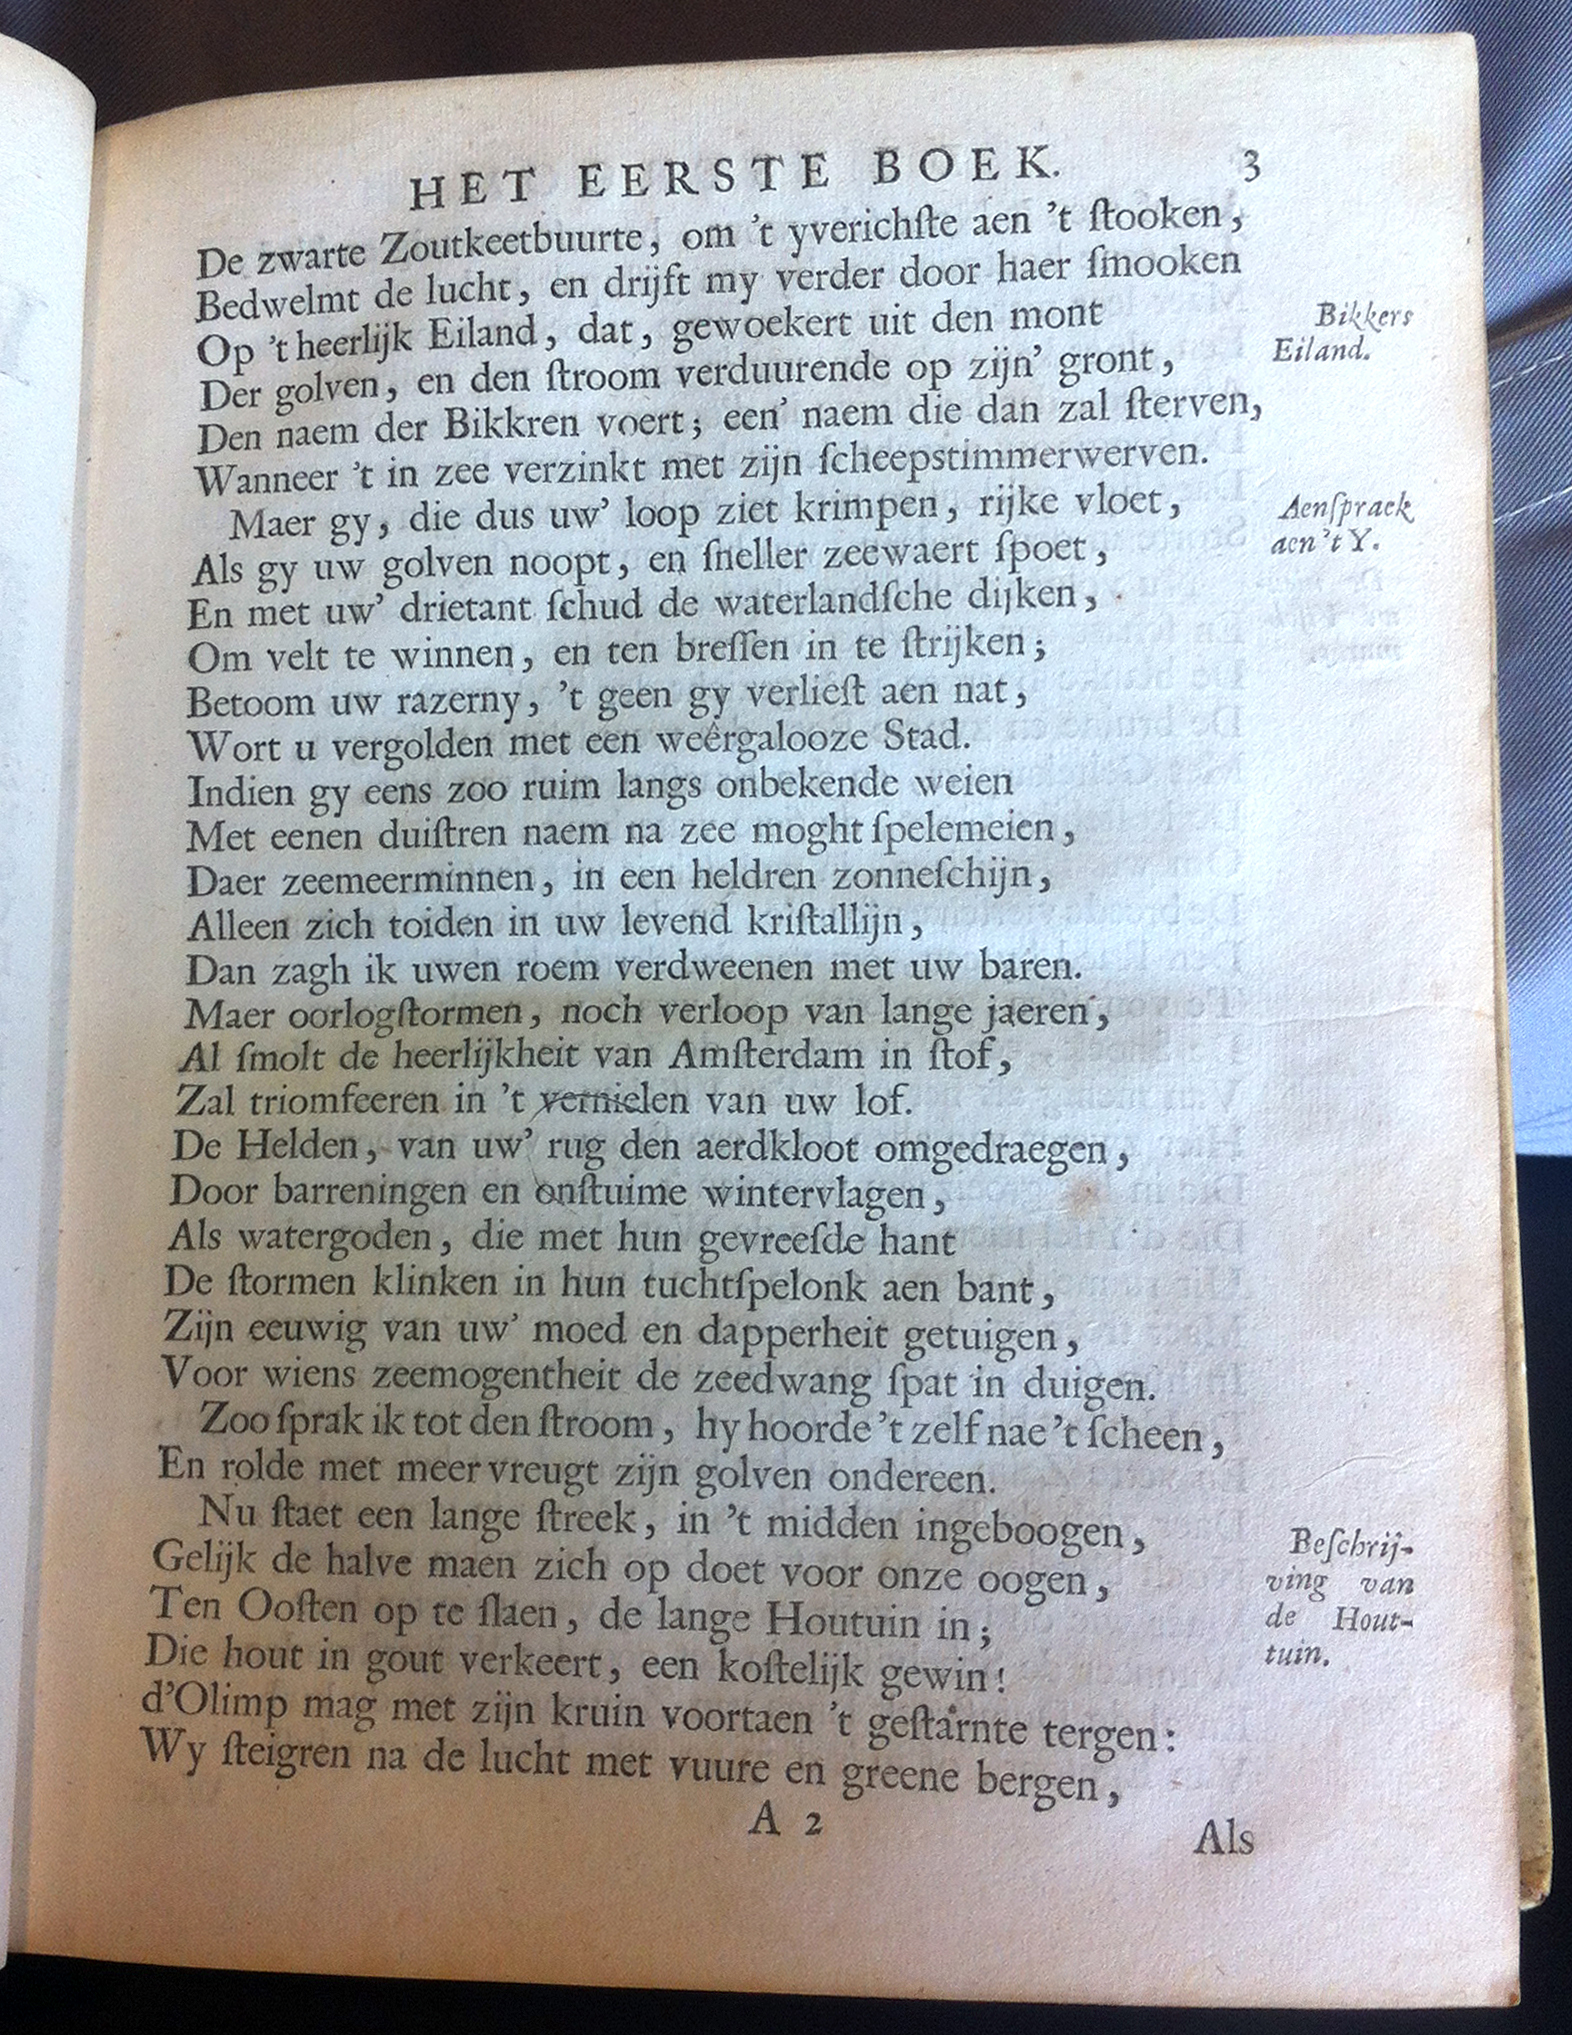 HET EERSTE BOEK. 3
De zwarte Zoutkeetbuurte, om 't yverichſte aen 't ſtooken,
Bedwelmt de lucht, en drijft my verder door haer ſmooken
Op 't heerlijk Eiland, dat, gewoekert uit den mont
Bikkers
Eiland.
Der golven, en den ſtroom verduurende op zijn' gront,
Den naem der Bikkren voert; een' naem die dan zal ſterven,
Wanneer 't in zee verzinkt met zijn ſcheepstimmerwerven.
Maer gy, die dus uw' loop ziet krimpen, rijke vloet,
Aenſpraek
aen 't Y.
Als gy uw golven noopt, en ſneller zeewaert ſpoet,
En met uw' drietant ſchud de waterlandſche dijken,
Om velt te winnen, en ten breſſen in te ſtrijken;
Betoom uw razerny, 't geen gy verlieſt aen nat,
Wort u vergolden met een weêrgalooze Stad.
Indien gy eens zoo ruim langs onbekende weien
Met eenen duiſtren naem na zee moght ſpelemeien,
Daer zeemeerminnen, in een heldren zonneſchijn,
Alleen zich toiden in uw levend kriſtallijn,
Dan zagh ik uwen roem verdweenen met uw baren.
Maer oorlogſtormen, noch verloop van lange jaeren,
Al ſmolt de heerlijkheit van Amſterdam in ſtof,
Zal triomfeeren in 't vernielen van uw lof.
De Helden, van uw' rug den aerdkloot omgedraegen,
Door barreningen en onſtuime wintervlagen,
Als watergoden, die met hun gevreeſde hant
De ſtormen klinken in hun tuchtſpelonk aen bant,
Zijn eeuwig van uw' moed en dapperheit getuigen,
Voor wiens zeemogentheit de zeedwang ſpat in duigen.
Zoo ſprak ik tot den ſtroom, hy hoorde 't zelf nae 't ſcheen,
En rolde met meer vreugt zijn golven ondereen.
Nu ſtaet een lange ſtreek, in 't midden ingeboogen,
Beſchrij-
ving van
de Hout-
tuin.
Gelijk de halve maen zich op doet voor onze oogen,
Ten Ooſten op te ſlaen, de lange Houtuin in;
Die hout in gout verkeert, een koſtelijk gewin!
d'Olimp mag met zijn kruin voortaen 't geſtarnte tergen:
Wy ſteigren na de lucht met vuure en greene bergen,
A 2
Als